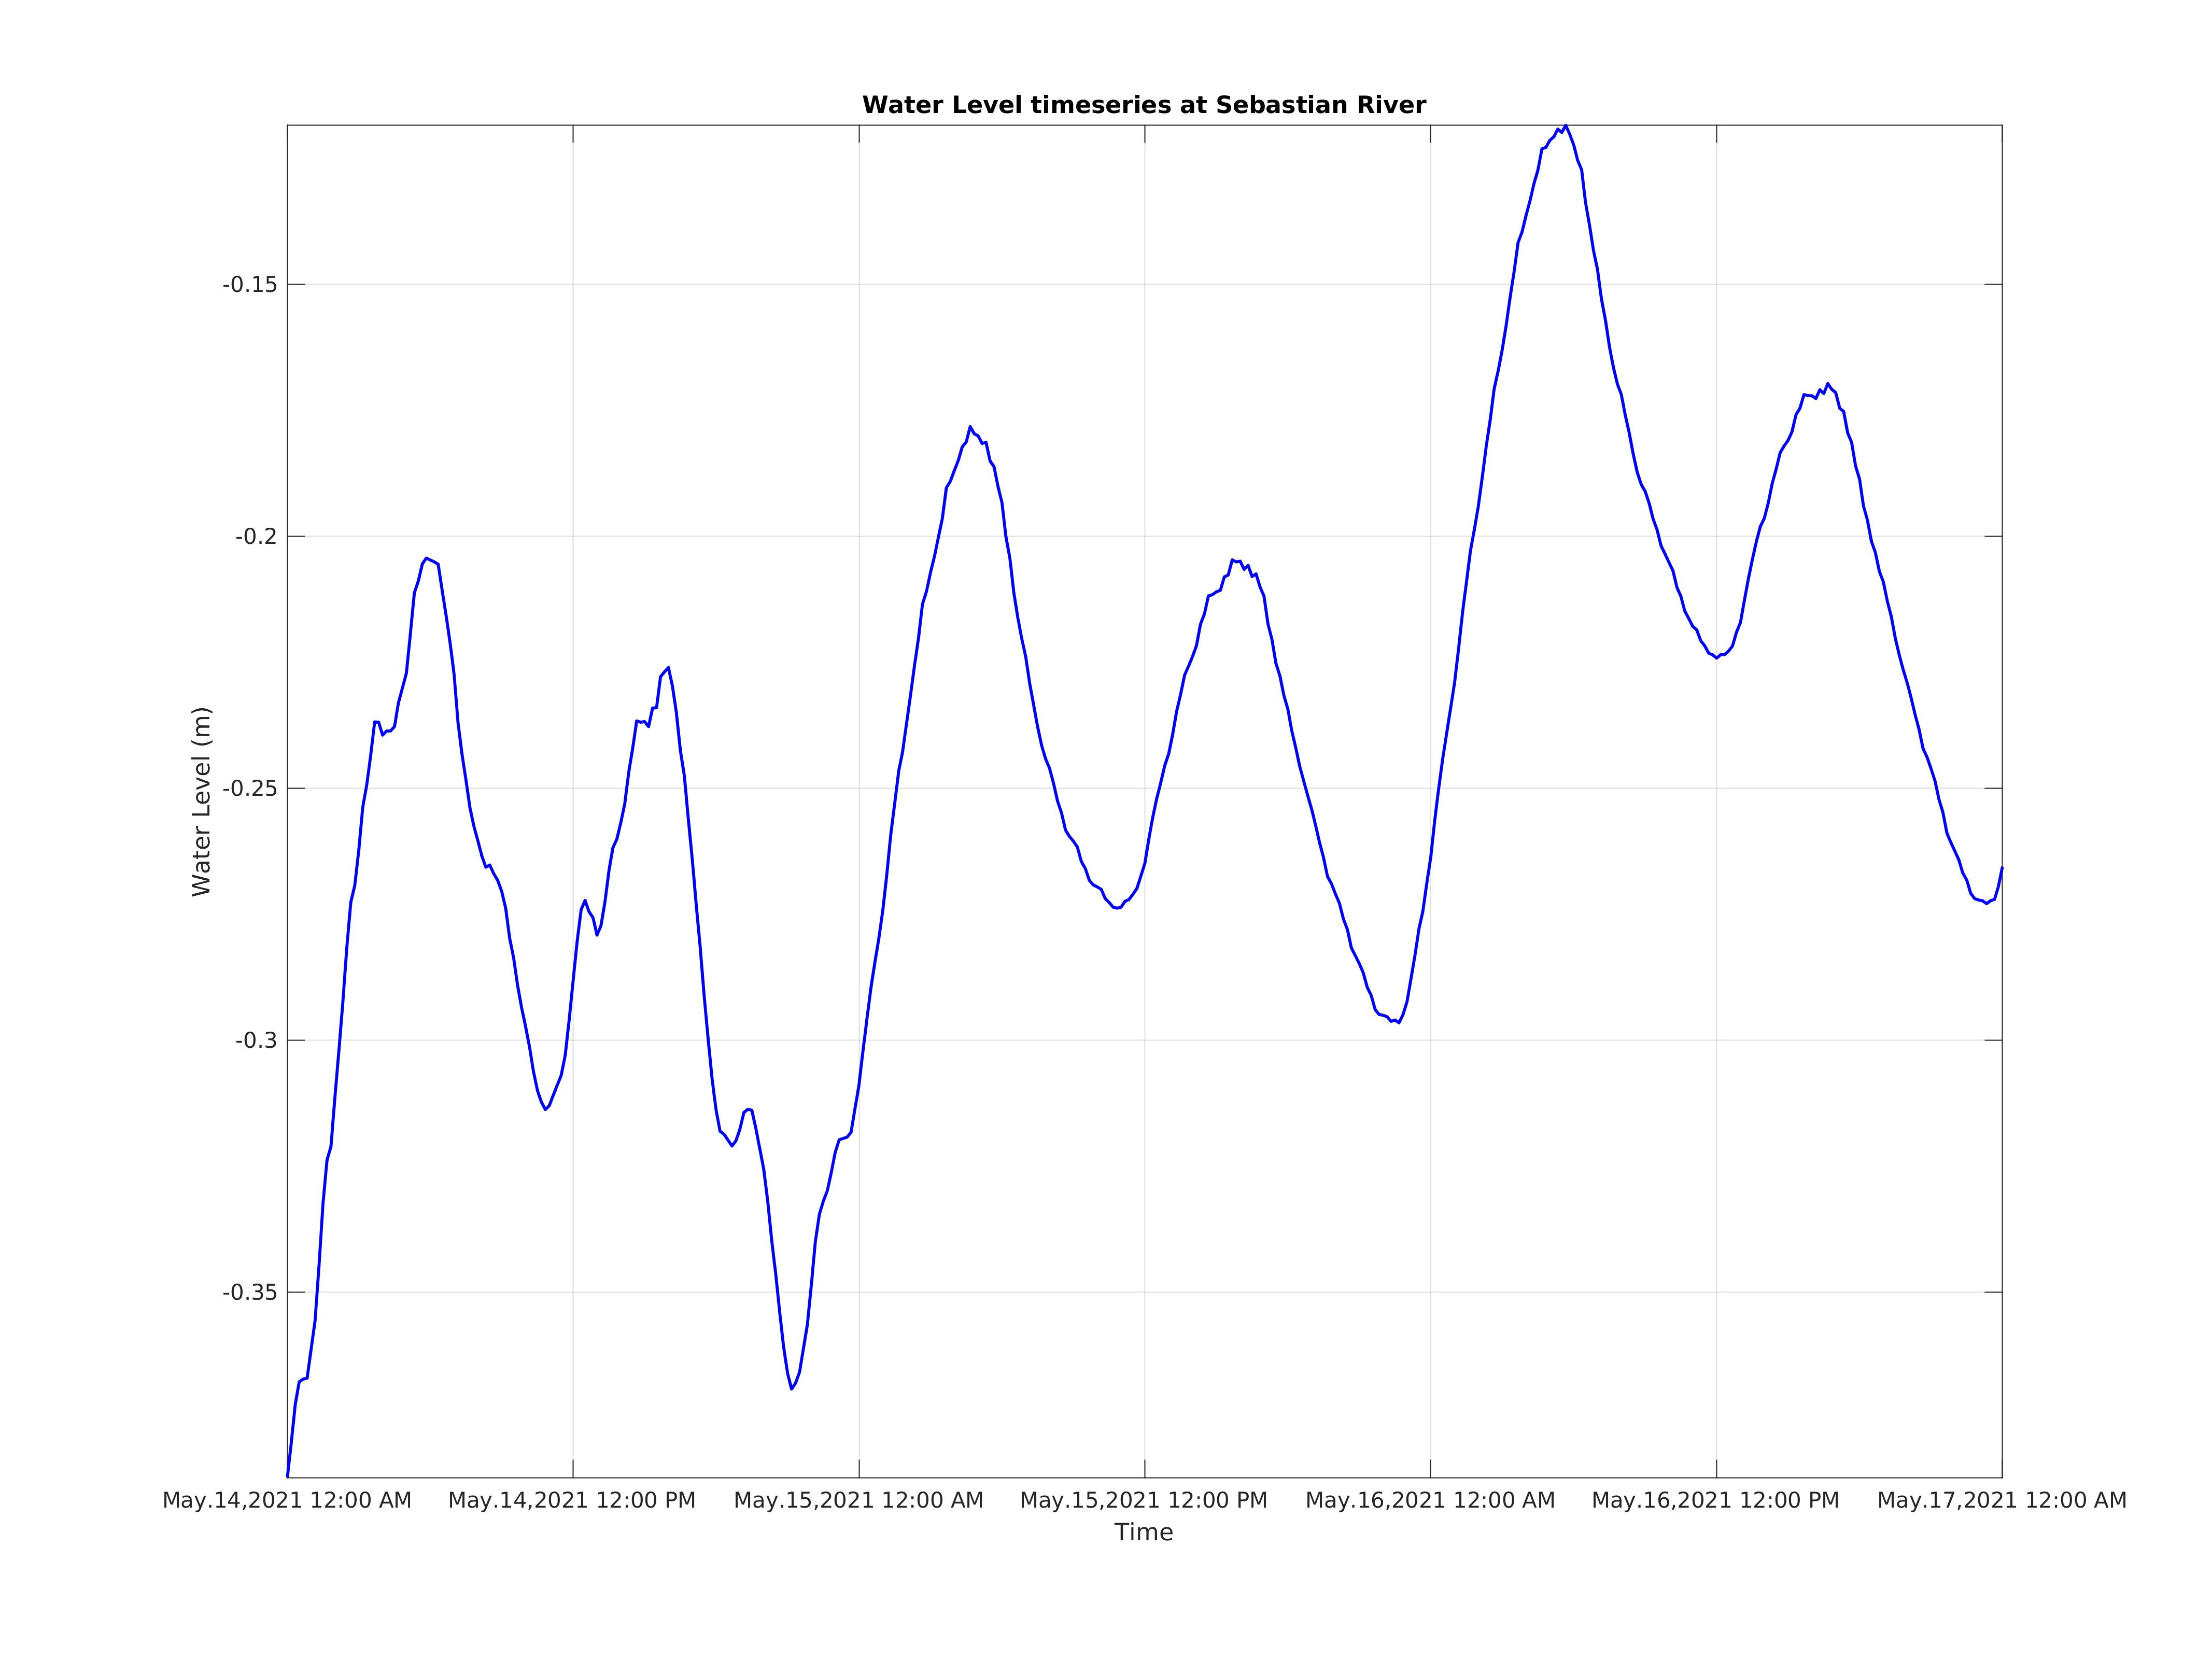 Water Level timeseries at Sebastian River
-0.15
-0.2
-0.25
-0.3
-0.35
Water Level (m)
May.14,2021 12:00 AM May.14,2021 12:00 PM May.15,2021 12:00 AM May.15,2021 12:00 PM May.16,2021 12:00 AM May.16,2021 12:00 PM May.17,2021 12:00 AM
Time